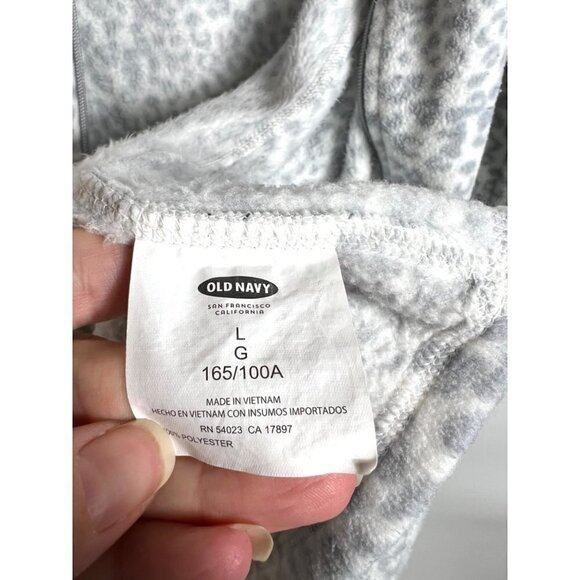 OLD NAVY
SAN FRANCISCO
CALIFORNIA
L
G
165/100A
MADE IN VIETNAM
HECHO EN VIETNAM CON INSUMOS IMPORTADOS
RN 54023 CA 17897
100% POLYESTER